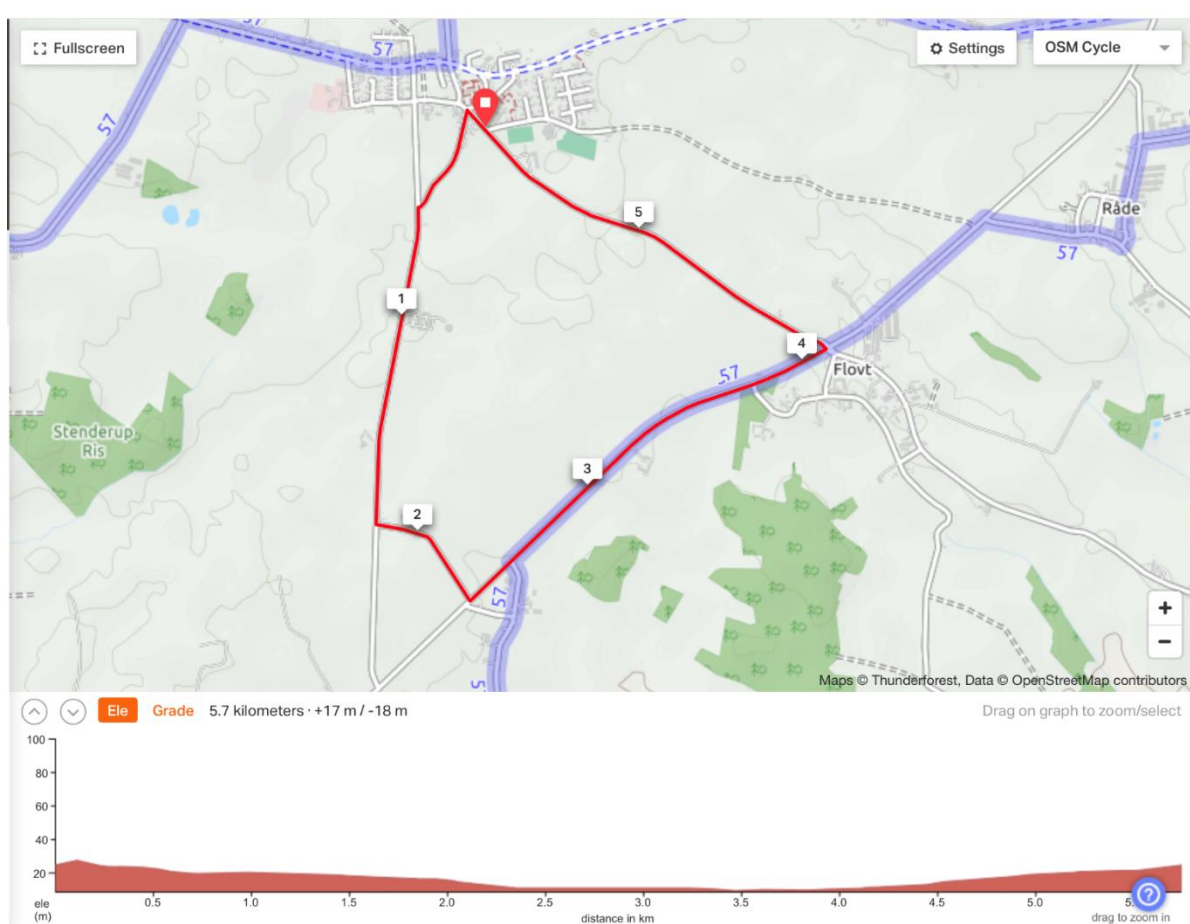 57
Fullscreen
57
Settings
OSM Cycle
57
Råde
57
5
1
4
57
Flovt
Stenderup
Ris
3
2
57
+
−
5
Maps © Thunderforest, Data © OpenStreetMap contributors
Ele
Grade
5.7 kilometers · +17 m / -18 m
Drag on graph to zoom/select
100
80
60
40
20
ele
(m)
0.5
1.0
1.5
2.0
2.5
3.0
3.5
4.0
4.5
5.0
5.
?
distance in km
drag to zoom in